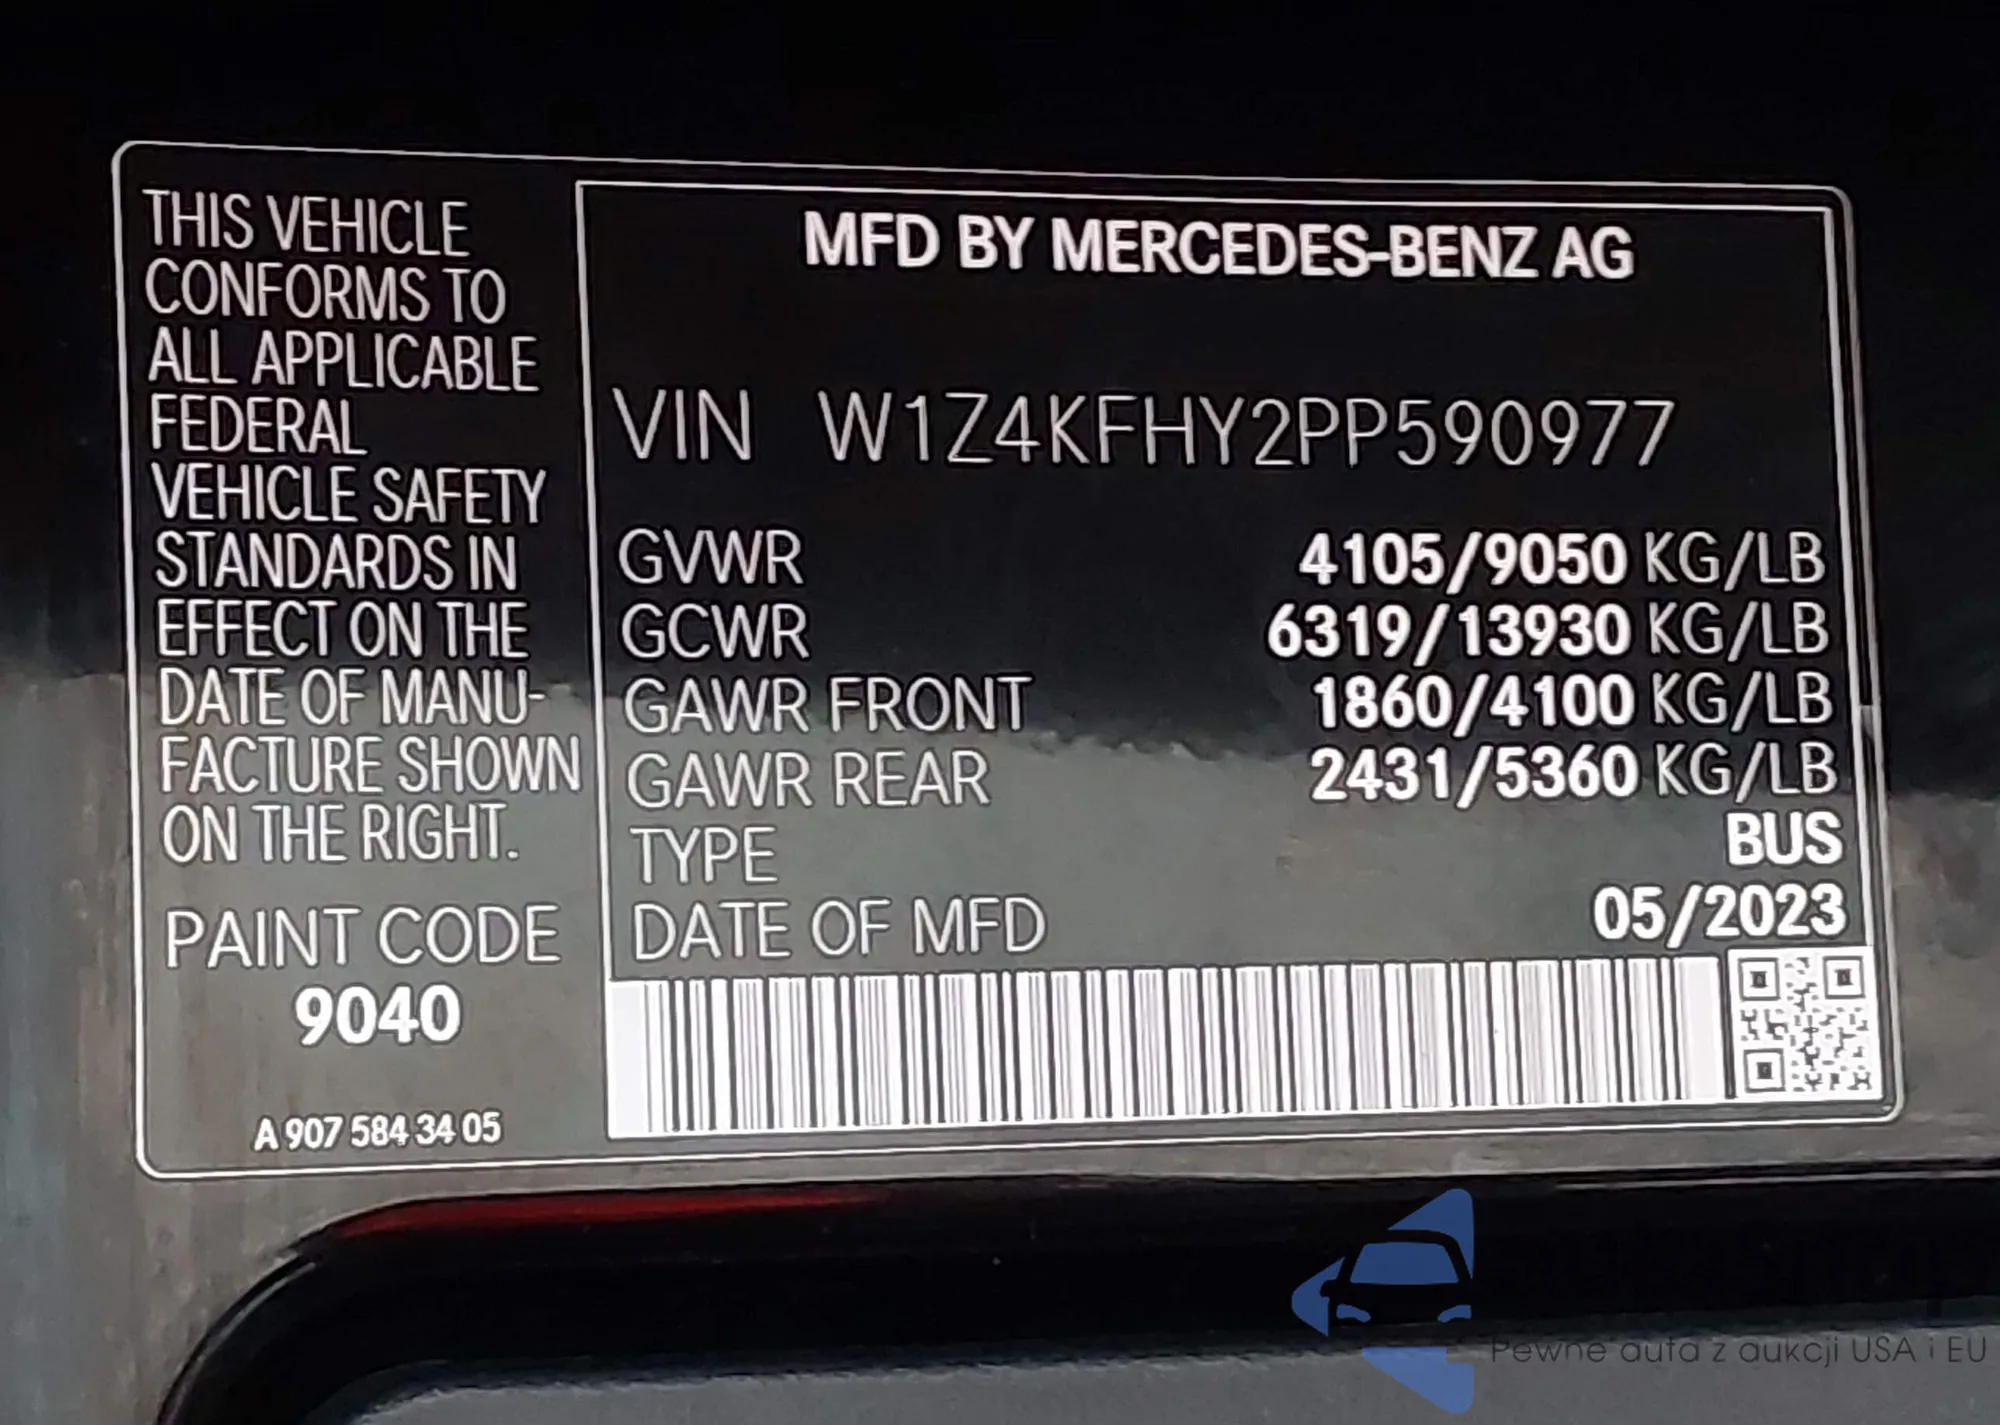 THIS VEHICLE
CONFORMS TO
ALL APPLICABLE
FEDERAL
VEHICLE SAFETY
STANDARDS IN
EFFECT ON THE
DATE OF MANU-
FACTURE SHOWN
ON THE RIGHT.
PAINT CODE
9040
A 907 584 34 05
MFD BY MERCEDES-BENZ AG
VIN W1Z4KFHY2PP590977
GVWR 4105/9050 KG/LB
GCWR 6319/13930 KG/LB
GAWR FRONT 1860/4100 KG/LB
GAWR REAR 2431/5360 KG/LB
TYPE BUS
DATE OF MFD 05/2023
Pewne auta z aukcji USA i EU